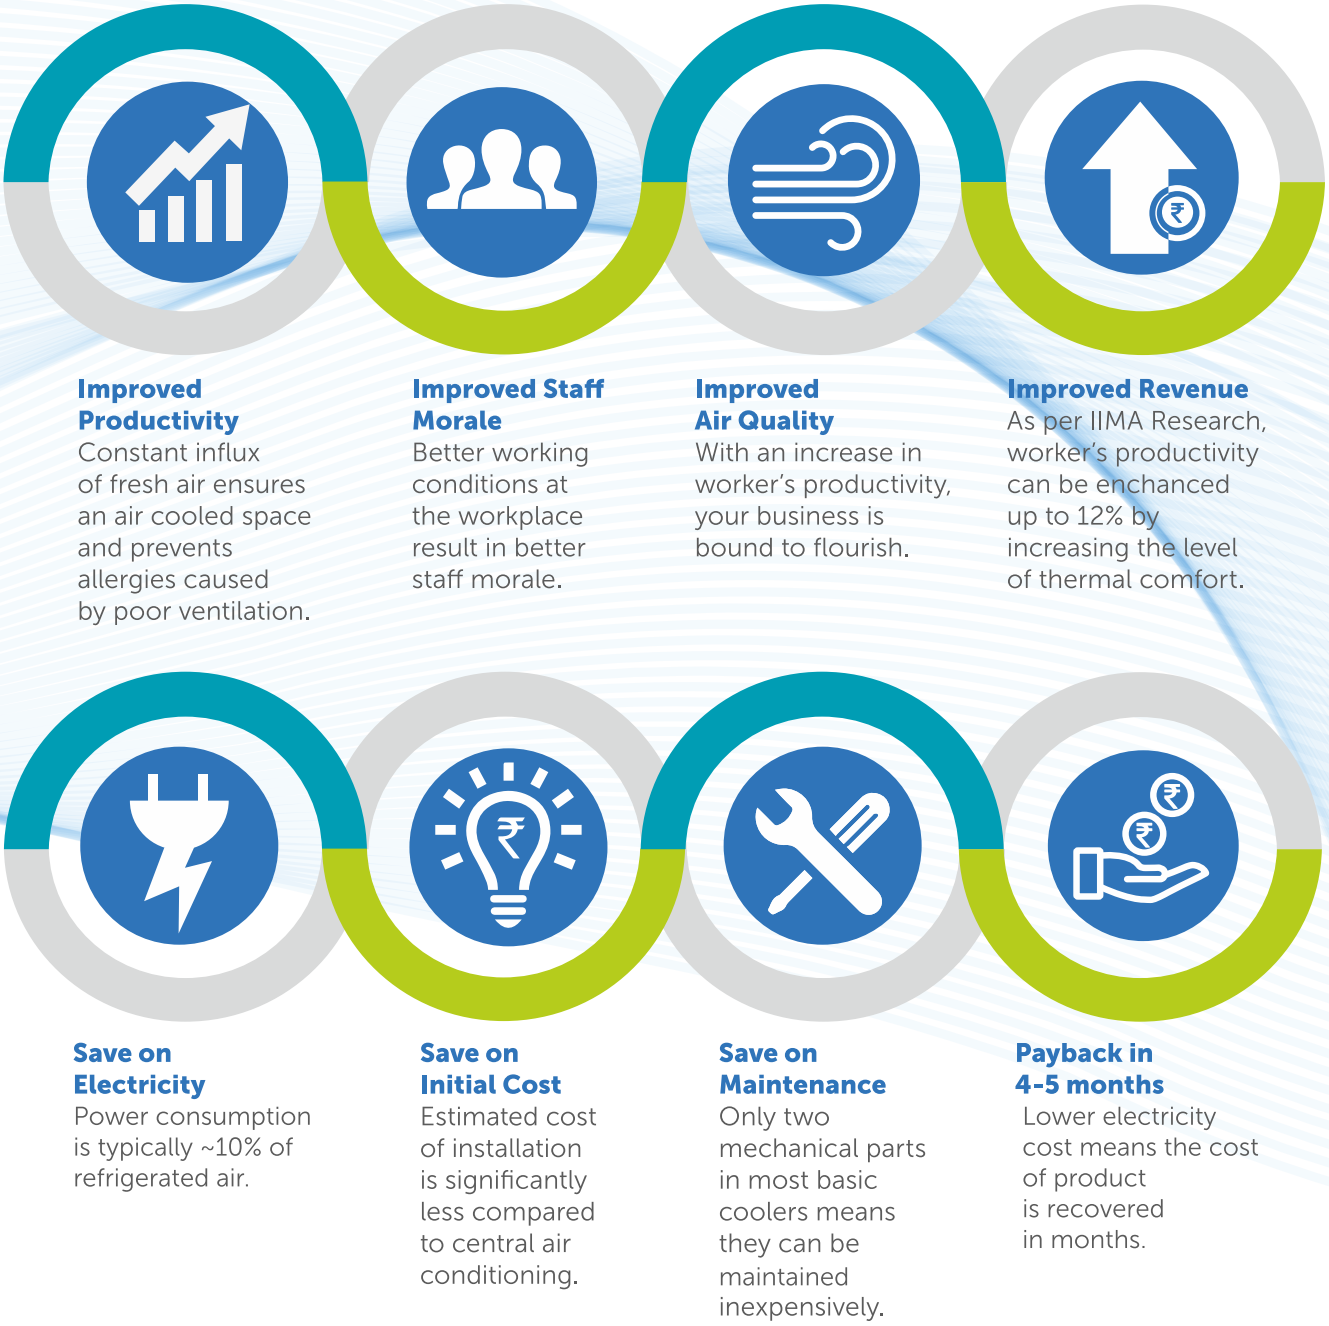 Improved
Productivity
Constant influx
of fresh air ensures
an air cooled space
and prevents
allergies caused
by poor ventilation.
Improved Staff
Morale
Better working
conditions at
the workplace
result in better
staff morale.
Improved
Air Quality
With an increase in
worker's productivity,
your business is
bound to flourish.
Improved Revenue
As per IIMA Research,
worker's productivity
can be enchanced
up to 12% by
increasing the level
of thermal comfort.
Save on
Electricity
Power consumption
is typically ~10% of
refrigerated air.
Save on
Initial Cost
Estimated cost
of installation
is significantly
less compared
to central air
conditioning.
Save on
Maintenance
Only two
mechanical parts
in most basic
coolers means
they can be
maintained
inexpensively.
Payback in
4-5 months
Lower electricity
cost means the cost
of product
is recovered
in months.
₹
₹
₹
₹